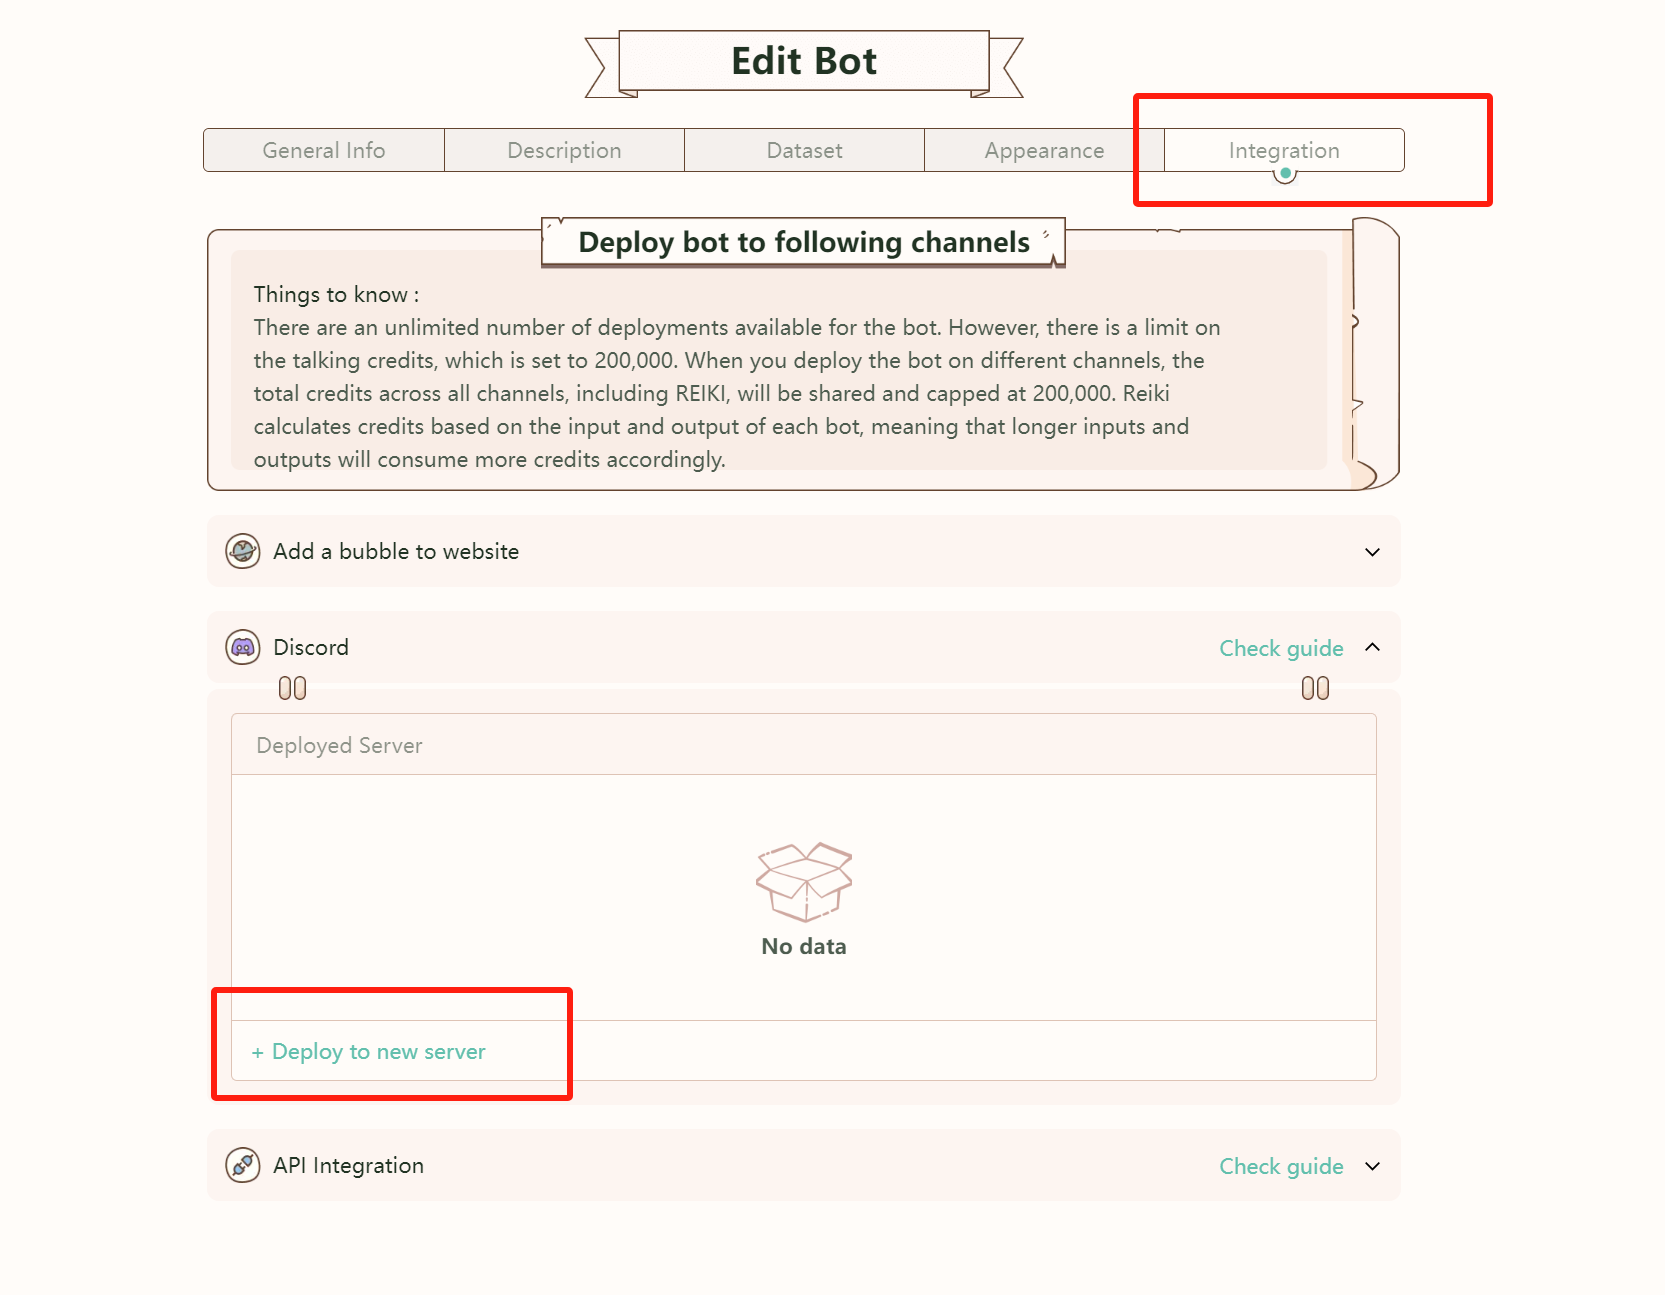 Edit Bot
General Info
Description
Dataset
Appearance
Integration
Deploy bot to following channels
Things to know :
There are an unlimited number of deployments available for the bot. However, there is a limit on
the talking credits, which is set to 200,000. When you deploy the bot on different channels, the
total credits across all channels, including REIKI, will be shared and capped at 200,000. Reiki
calculates credits based on the input and output of each bot, meaning that longer inputs and
outputs will consume more credits accordingly.
Add a bubble to website
Discord
Check guide
Deployed Server
No data
+ Deploy to new server
API Integration
Check guide